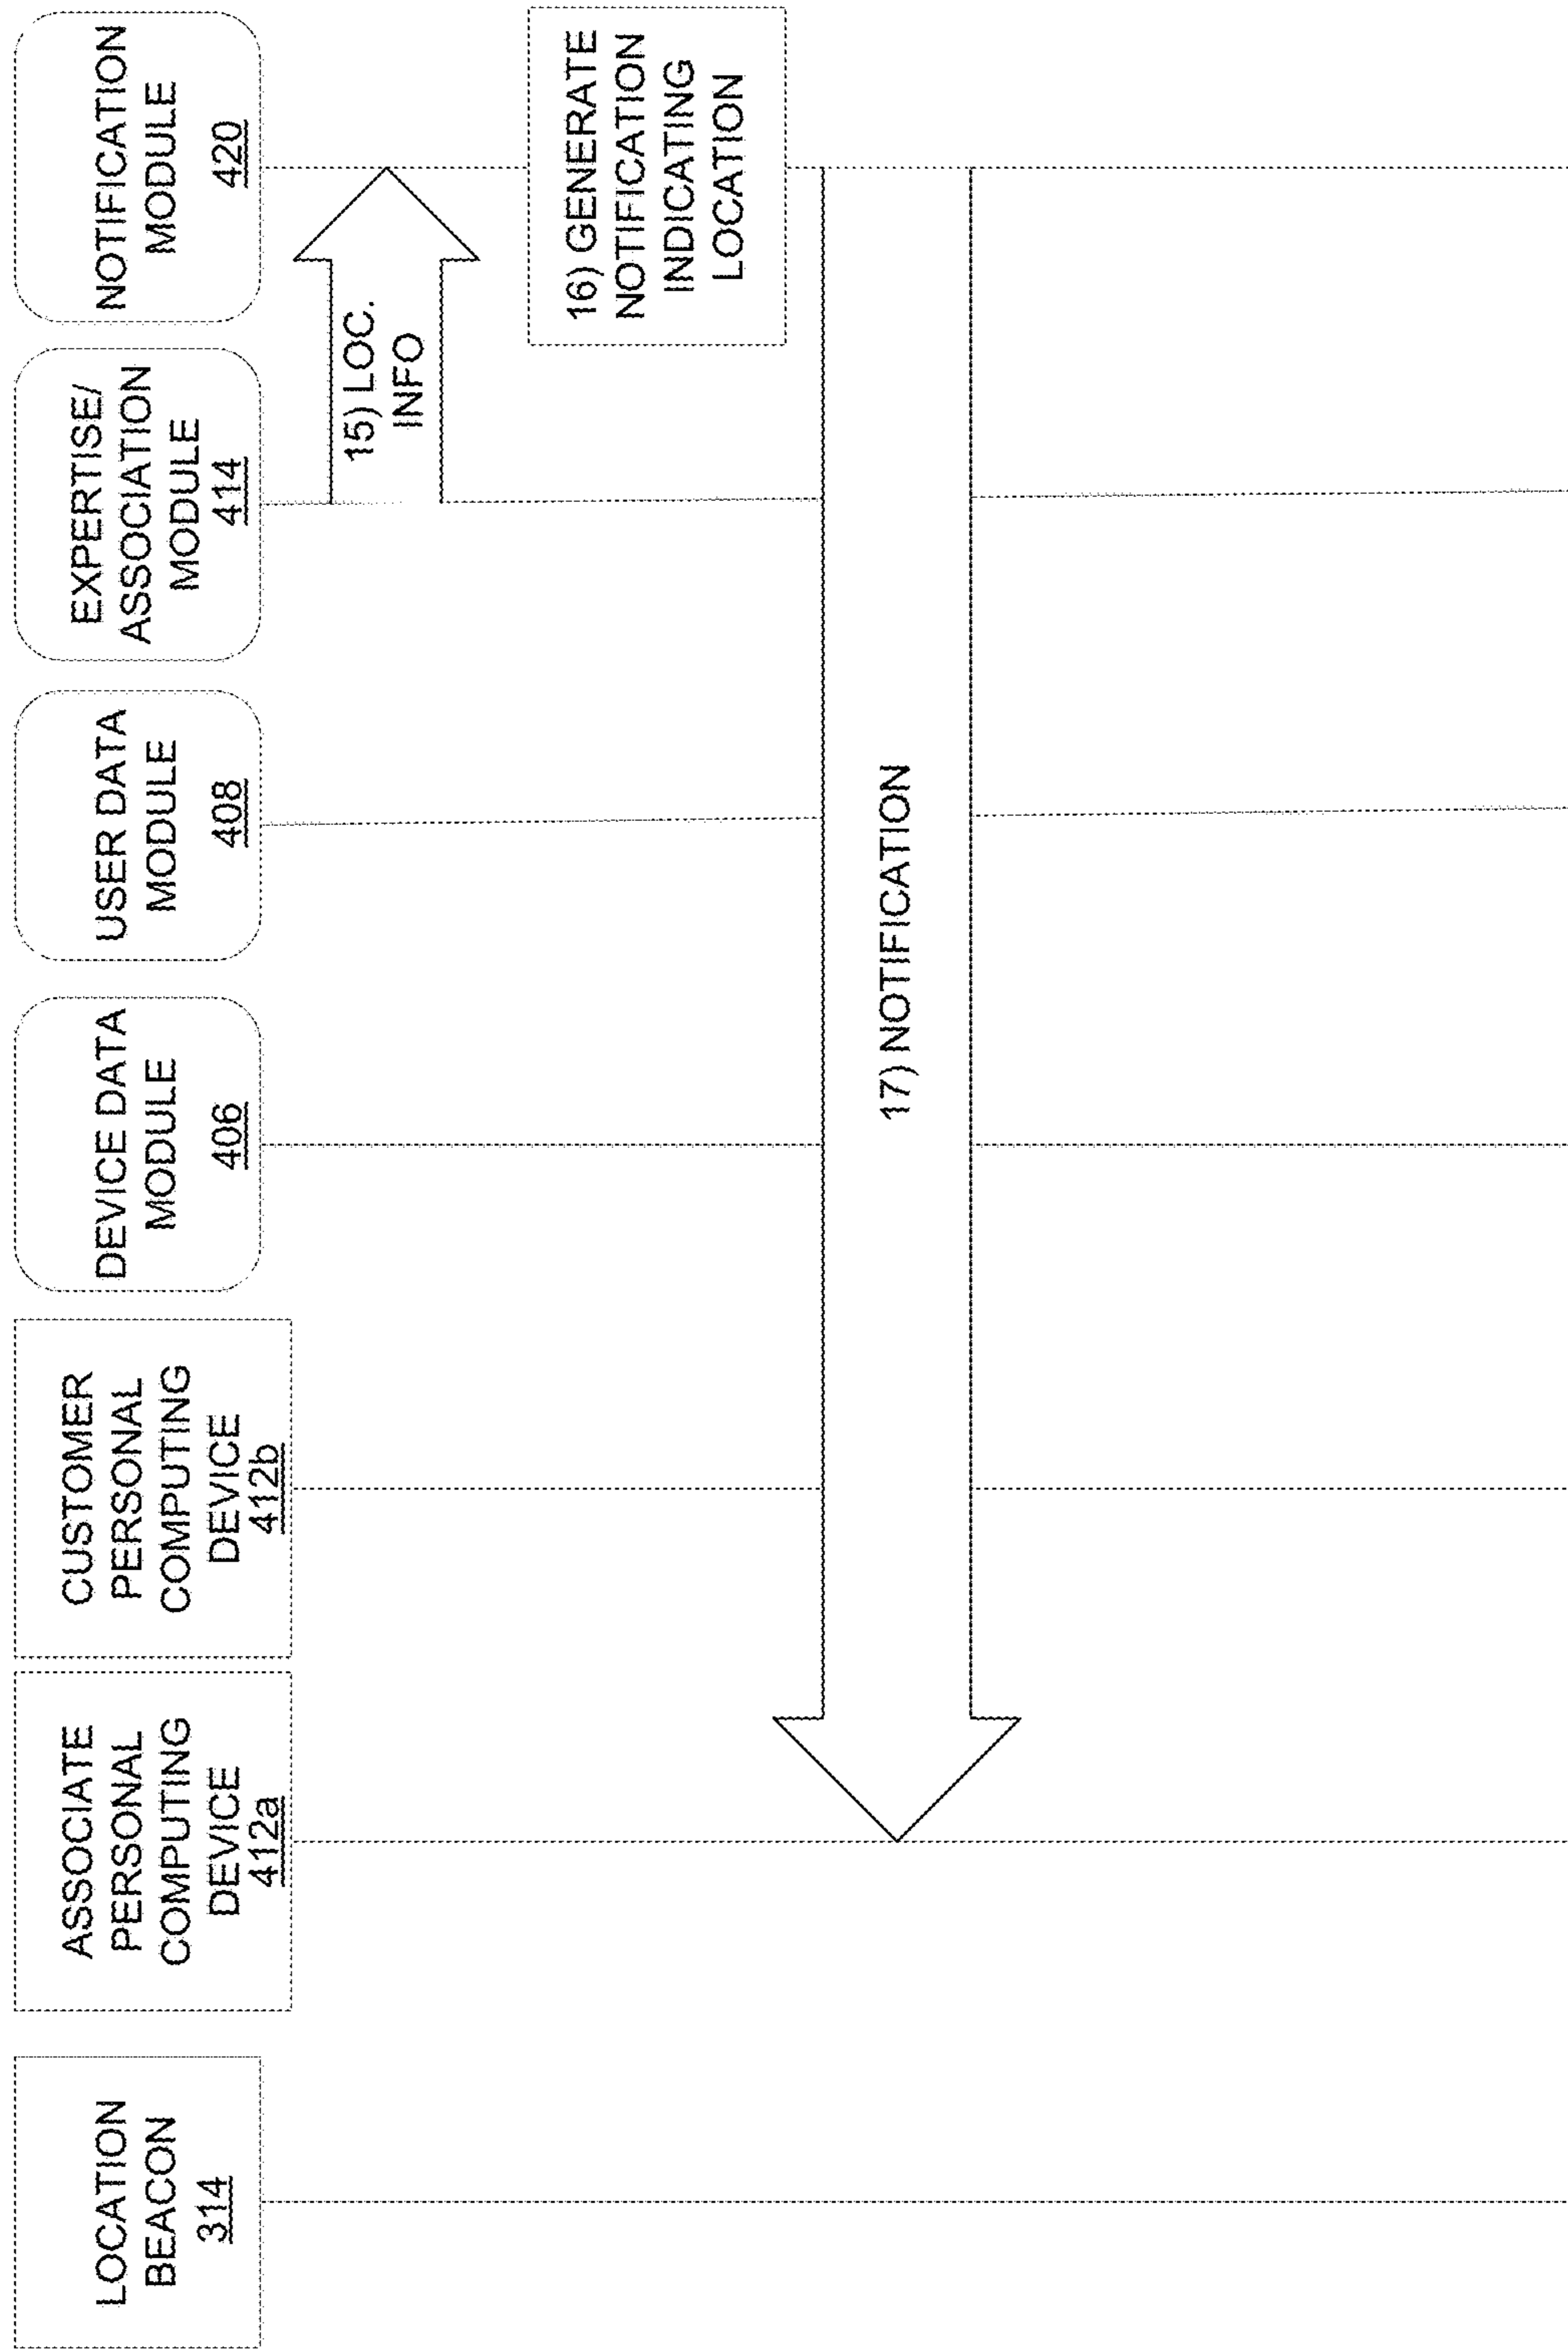 LOCATION
BEACON
314
ASSOCIATE
PERSONAL
COMPUTING
DEVICE
412a
CUSTOMER
PERSONAL
COMPUTING
DEVICE
412b
DEVICE DATA
MODULE
406
USER DATA
MODULE
408
EXPERTISE/
ASSOCIATION
MODULE
414
NOTIFICATION
MODULE
420
15) LOC.
INFO
16) GENERATE
NOTIFICATION
INDICATING
LOCATION
17) NOTIFICATION